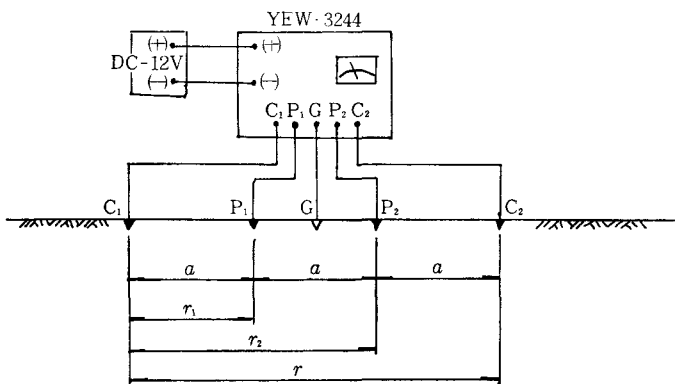 YEW·3244
(+) (+)
DC-12V
(−) (−)
C₁ P₁ G P₂ C₂
C₁ P₁ G P₂ C₂
a a a
r₁
r₂
r